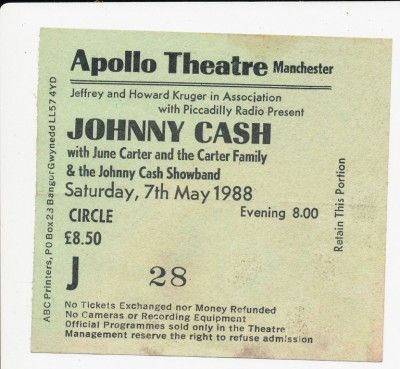 Apollo Theatre Manchester
Jeffrey and Howard Kruger in Association
with Piccadilly Radio Present
JOHNNY CASH
with June Carter and the Carter Family
& the Johnny Cash Showband
Saturday, 7th May 1988
CIRCLE Evening 8.00
£8.50
J 28
No Tickets Exchanged nor Money Refunded
No Cameras or Recording Equipment
Official Programmes sold only in the Theatre
Management reserve the right to refuse admission
Retain This Portion
ABC Printers, PO Box 23 Bangor Gwynedd LL57 4YD